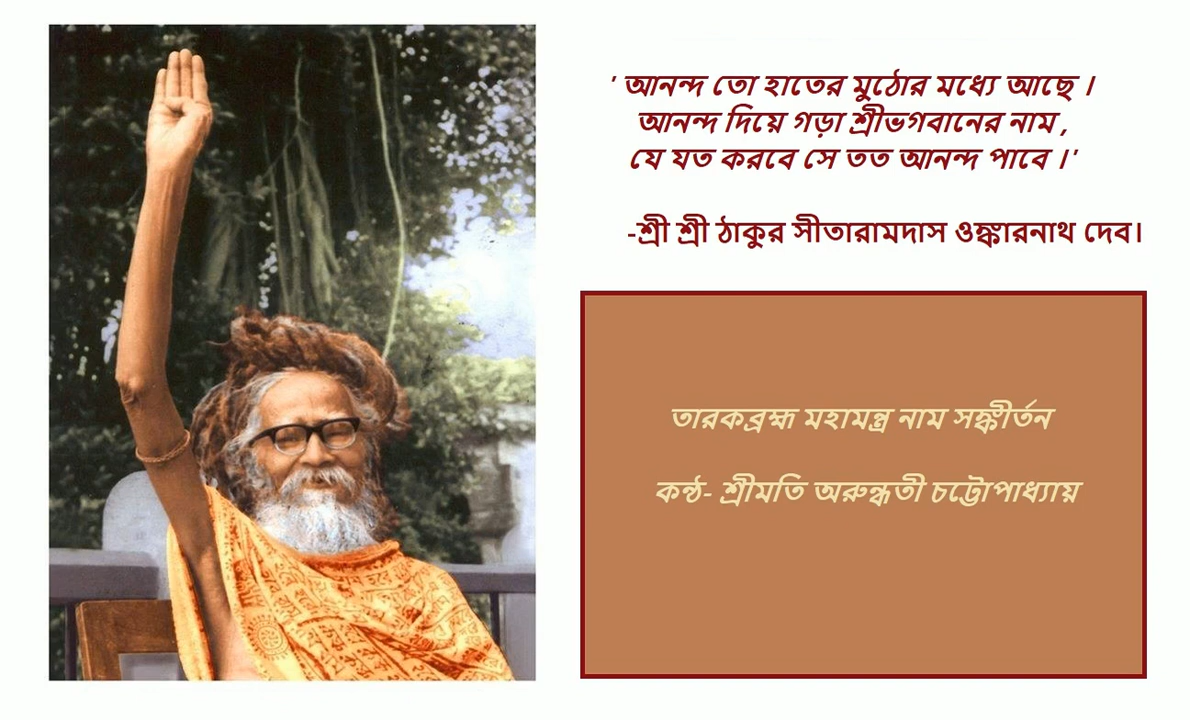 ' আনন্দ তো হাতের মুঠোর মধ্যে আছে ।
আনন্দ দিয়ে গড়া শ্রীভগবানের নাম ,
যে যত করবে সে তত আনন্দ পাবে ।'
-শ্রী শ্রী ঠাকুর সীতারামদাস ওঙ্কারনাথ দেব।
তারকব্রহ্ম মহামন্ত্র নাম সঙ্কীর্তন
কন্ঠ- শ্রীমতি অরুন্ধতী চট্টোপাধ্যায়